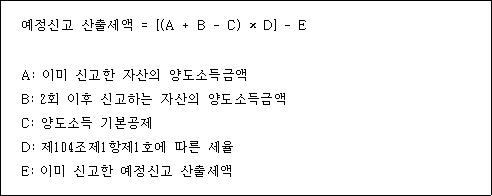 예정신고 산출세액 = [(A + B - C) × D] - E
A: 이미 신고한 자산의 양도소득금액
B: 2회 이후 신고하는 자산의 양도소득금액
C: 양도소득 기본공제
D: 제104조제1항제1호에 따른 세율
E: 이미 신고한 예정신고 산출세액